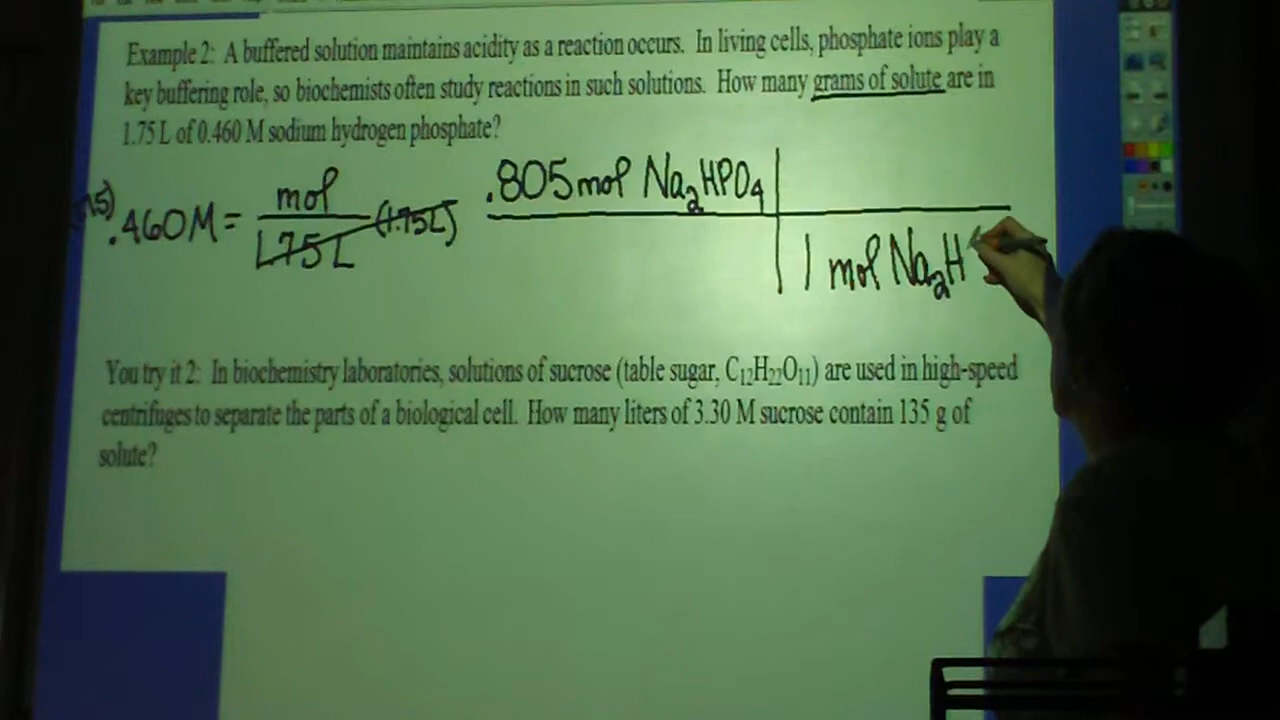 Example 2: A buffered solution maintains acidity as a reaction occurs. In living cells, phosphate ions play a
key buffering role, so biochemists often study reactions in such solutions. How many grams of solute are in
1.75 L of 0.460 M sodium hydrogen phosphate?
.460M = mol / 1.75 L (1.75L)
.805 mol Na₂HPO₄
1 mol Na₂H
You try it 2: In biochemistry laboratories, solutions of sucrose (table sugar, C₁₂H₂₂O₁₁) are used in high-speed
centrifuges to separate the parts of a biological cell. How many liters of 3.30 M sucrose contain 135 g of
solute?